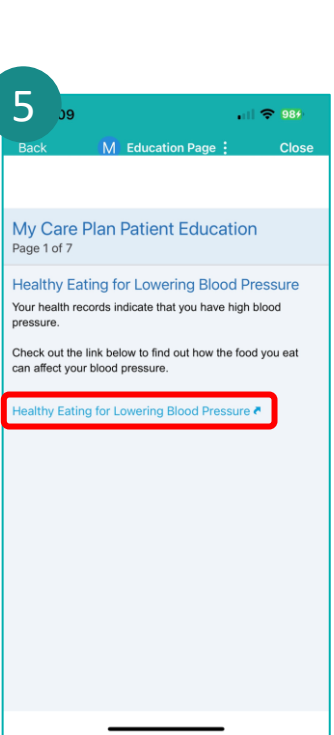 5
09
98
Back M Education Page Close
My Care Plan Patient Education
Page 1 of 7
Healthy Eating for Lowering Blood Pressure
Your health records indicate that you have high blood
pressure.
Check out the link below to find out how the food you eat
can affect your blood pressure.
Healthy Eating for Lowering Blood Pressure